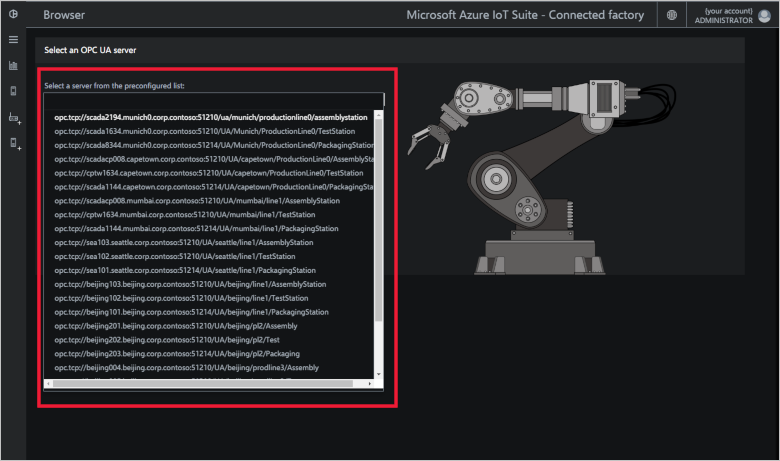 Browser
Microsoft Azure IoT Suite - Connected factory
{your account}
ADMINISTRATOR
Select an OPC UA server
Select a server from the preconfigured list:
opc.tcp://scada2194.munich0.corp.contoso:51210/ua/munich/productionline0/assemblystation
opc.tcp://scada1634.munich0.corp.contoso:51210/UA/Munich/ProductionLine0/TestStation
opc.tcp://scada8344.munich0.corp.contoso:51214/UA/Munich/ProductionLine0/PackagingStation
opc.tcp://scadacp008.capetown.corp.contoso:51210/UA/capetown/ProductionLine0/AssemblySta
opc.tcp://cptw1634.capetown.corp.contoso:51210/UA/capetown/ProductionLine0/TestStation
opc.tcp://scada1144.capetown.corp.contoso:51214/UA/capetown/ProductionLine0/PackagingSta
opc.tcp://scadacp008.mumbai.corp.contoso:51210/UA/mumbai/line1/AssemblyStation
opc.tcp://cptw1634.mumbai.corp.contoso:51210/UA/mumbai/line1/TestStation
opc.tcp://scada1144.mumbai.corp.contoso:51214/UA/mumbai/line1/PackagingStation
opc.tcp://sea103.seattle.corp.contoso:51210/UA/seattle/line1/AssemblyStation
opc.tcp://sea102.seattle.corp.contoso:51210/UA/seattle/line1/TestStation
opc.tcp://sea101.seattle.corp.contoso:51214/UA/seattle/line1/PackagingStation
opc.tcp://beijing103.beijing.corp.contoso:51210/UA/beijing/line1/AssemblyStation
opc.tcp://beijing102.beijing.corp.contoso:51210/UA/beijing/line1/TestStation
opc.tcp://beijing101.beijing.corp.contoso:51214/UA/beijing/line1/PackagingStation
opc.tcp://beijing201.beijing.corp.contoso:51210/UA/beijing/pl2/Assembly
opc.tcp://beijing202.beijing.corp.contoso:51210/UA/beijing/pl2/Test
opc.tcp://beijing203.beijing.corp.contoso:51214/UA/beijing/pl2/Packaging
opc.tcp://beijing004.beijing.corp.contoso:51210/UA/beijing/prodline3/Assembly